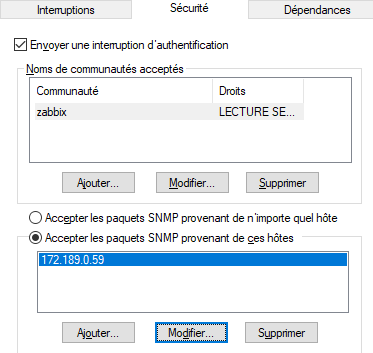 Interruptions Sécurité Dépendances
Envoyer une interruption d'authentification
Noms de communautés acceptés
Communauté Droits
zabbix LECTURE SE...
Ajouter... Modifier... Supprimer
Accepter les paquets SNMP provenant de n'importe quel hôte
Accepter les paquets SNMP provenant de ces hôtes
172.189.0.59
Ajouter... Modifier... Supprimer